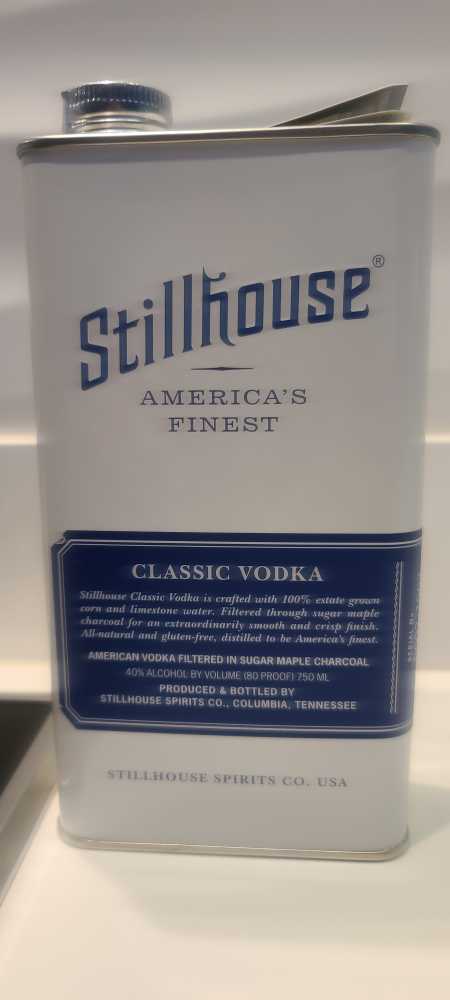 Stillhouse®
AMERICA'S
FINEST
CLASSIC VODKA
Stillhouse Classic Vodka is crafted with 100% estate grown
corn and limestone water. Filtered through sugar maple
charcoal for an extraordinarily smooth and crisp finish.
All-natural and gluten-free, distilled to be America's finest.
AMERICAN VODKA FILTERED IN SUGAR MAPLE CHARCOAL
40% ALCOHOL BY VOLUME (80 PROOF) 750 ML
PRODUCED & BOTTLED BY
STILLHOUSE SPIRITS CO., COLUMBIA, TENNESSEE
STILLHOUSE SPIRITS CO. USA